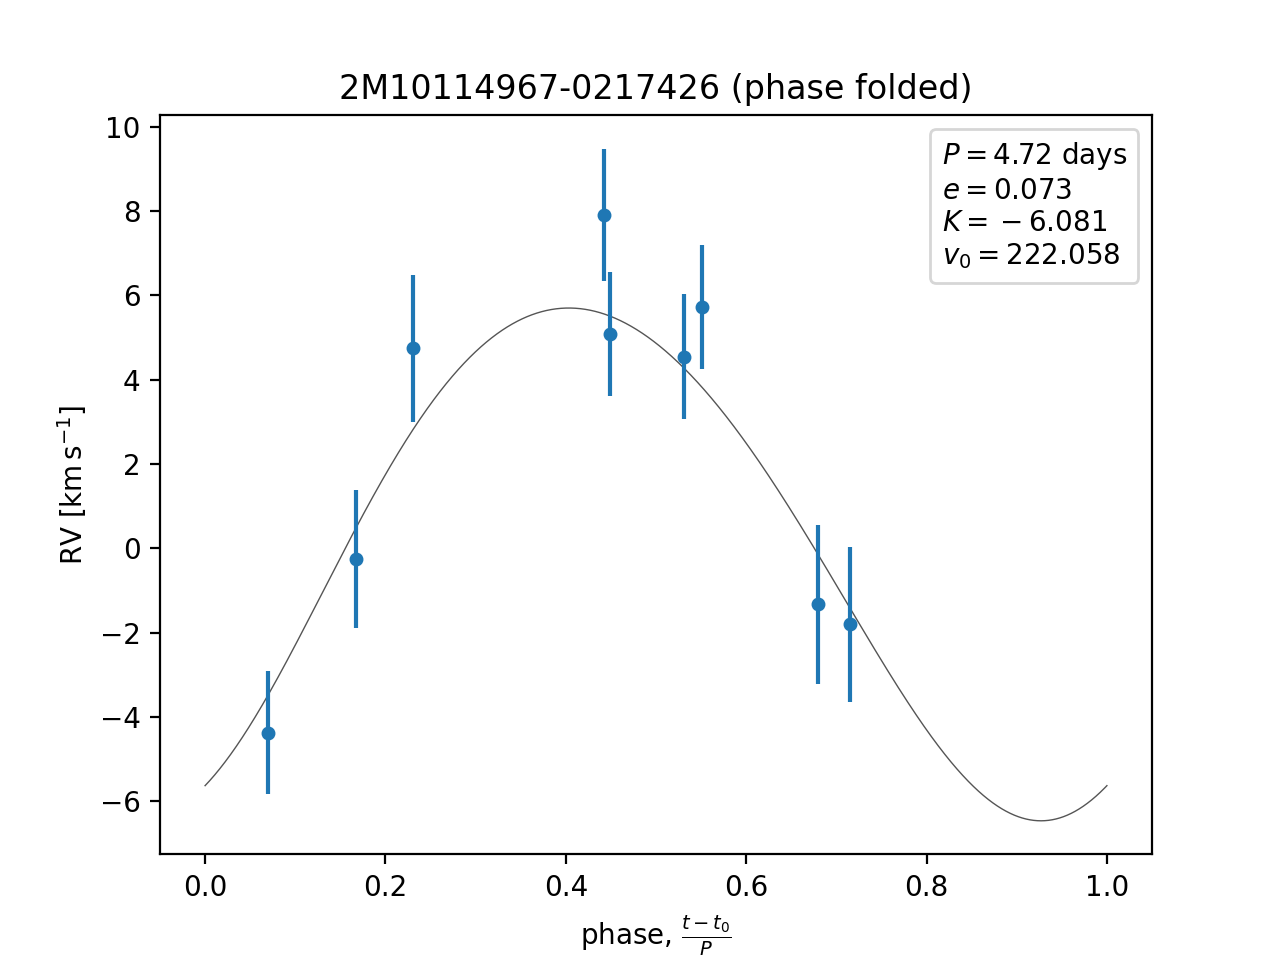 2M10114967-0217426 (phase folded)
P = 4.72 days
e = 0.073
K = −6.081
v₀ = 222.058
10
8
6
4
2
0
−2
−4
−6
RV [km s⁻¹]
0.0 0.2 0.4 0.6 0.8 1.0
phase, (t − t₀)/P